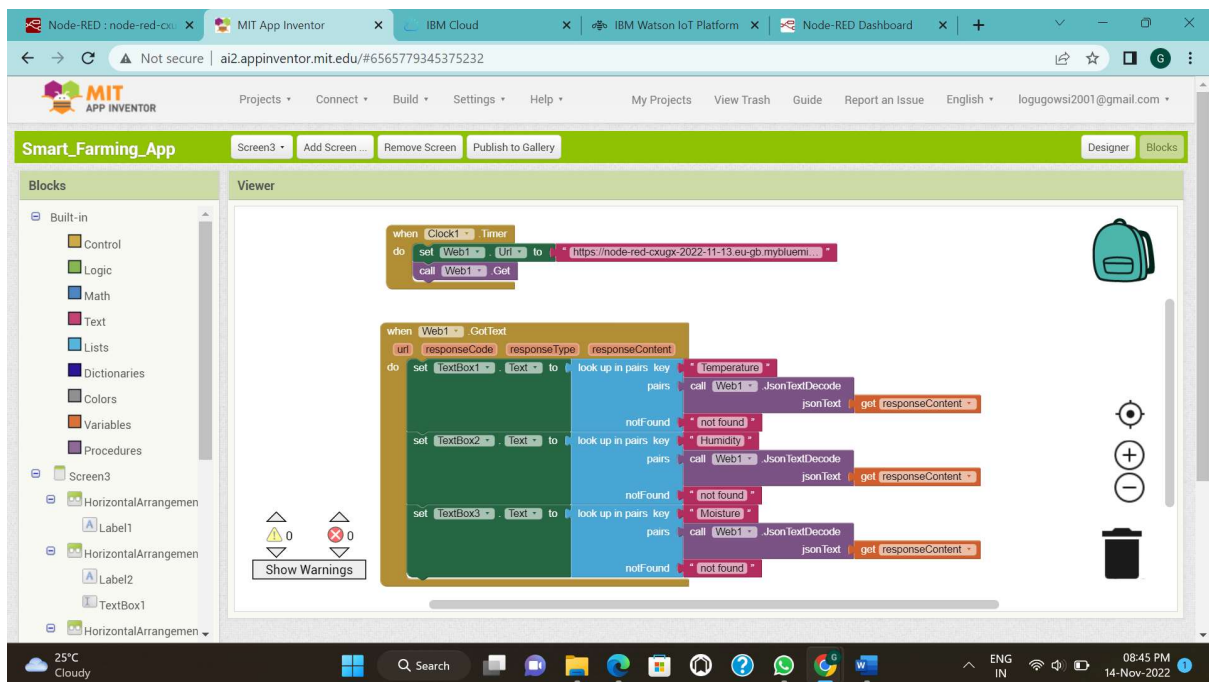 Node-RED : node-red-cxu
MIT App Inventor
IBM Cloud
IBM Watson IoT Platform
Node-RED Dashboard
Not secure | ai2.appinventor.mit.edu/#6565779345375232
G
MIT
APP INVENTOR
Projects Connect Build Settings Help My Projects View Trash Guide Report an Issue English logugowsi2001@gmail.com
Smart_Farming_App Screen3 Add Screen ... Remove Screen Publish to Gallery Designer Blocks
Blocks Viewer
Built-in
Control
Logic
Math
Text
Lists
Dictionaries
Colors
Variables
Procedures
Screen3
HorizontalArrangemen
Label1
HorizontalArrangemen
Label2
TextBox1
HorizontalArrangemen
when Clock1 .Timer
do set Web1 . Url to " https://node-red-cxugx-2022-11-13.eu-gb.mybluemi... "
call Web1 .Get
when Web1 .GotText
url responseCode responseType responseContent
do set TextBox1 . Text to look up in pairs key " Temperature "
pairs call Web1 .JsonTextDecode
jsonText get responseContent
notFound " not found "
set TextBox2 . Text to look up in pairs key " Humidity "
pairs call Web1 .JsonTextDecode
jsonText get responseContent
notFound " not found "
set TextBox3 . Text to look up in pairs key " Moisture "
pairs call Web1 .JsonTextDecode
jsonText get responseContent
notFound " not found "
0 0
Show Warnings
25°C
Cloudy
Search
ENG
IN
08:45 PM
14-Nov-2022
1